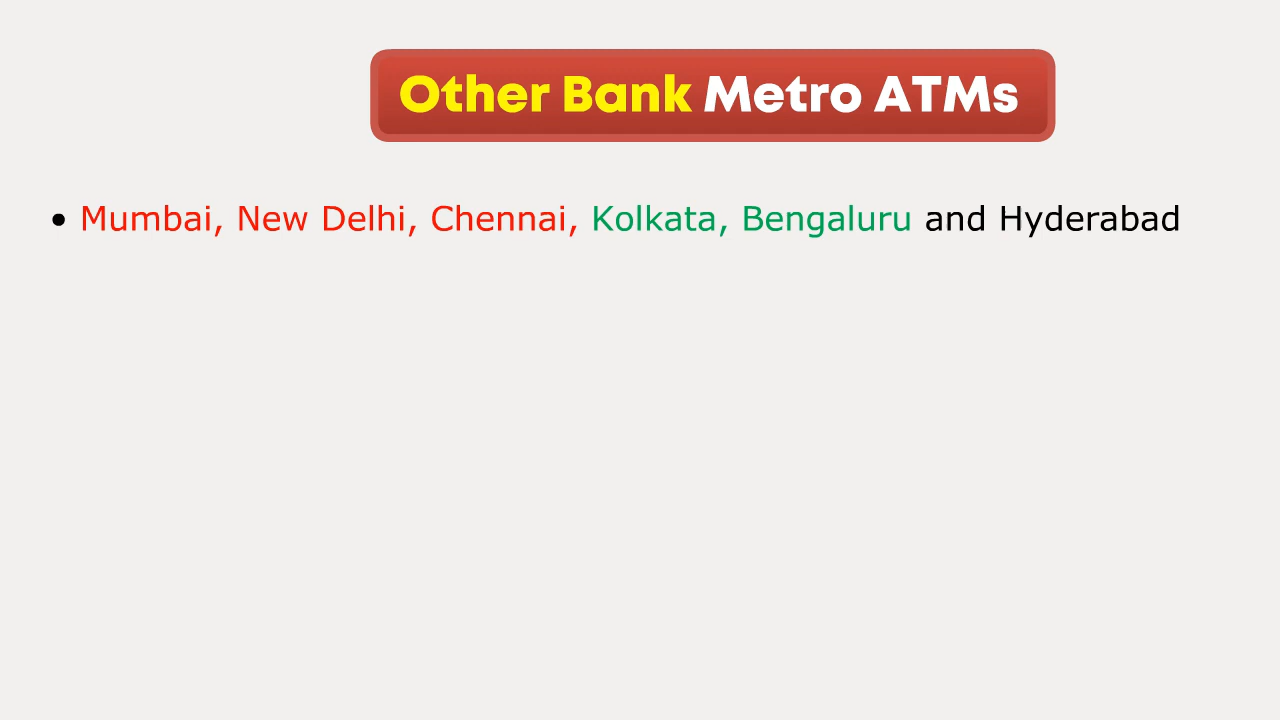 Other Bank Metro ATMs
• Mumbai, New Delhi, Chennai, Kolkata, Bengaluru and Hyderabad